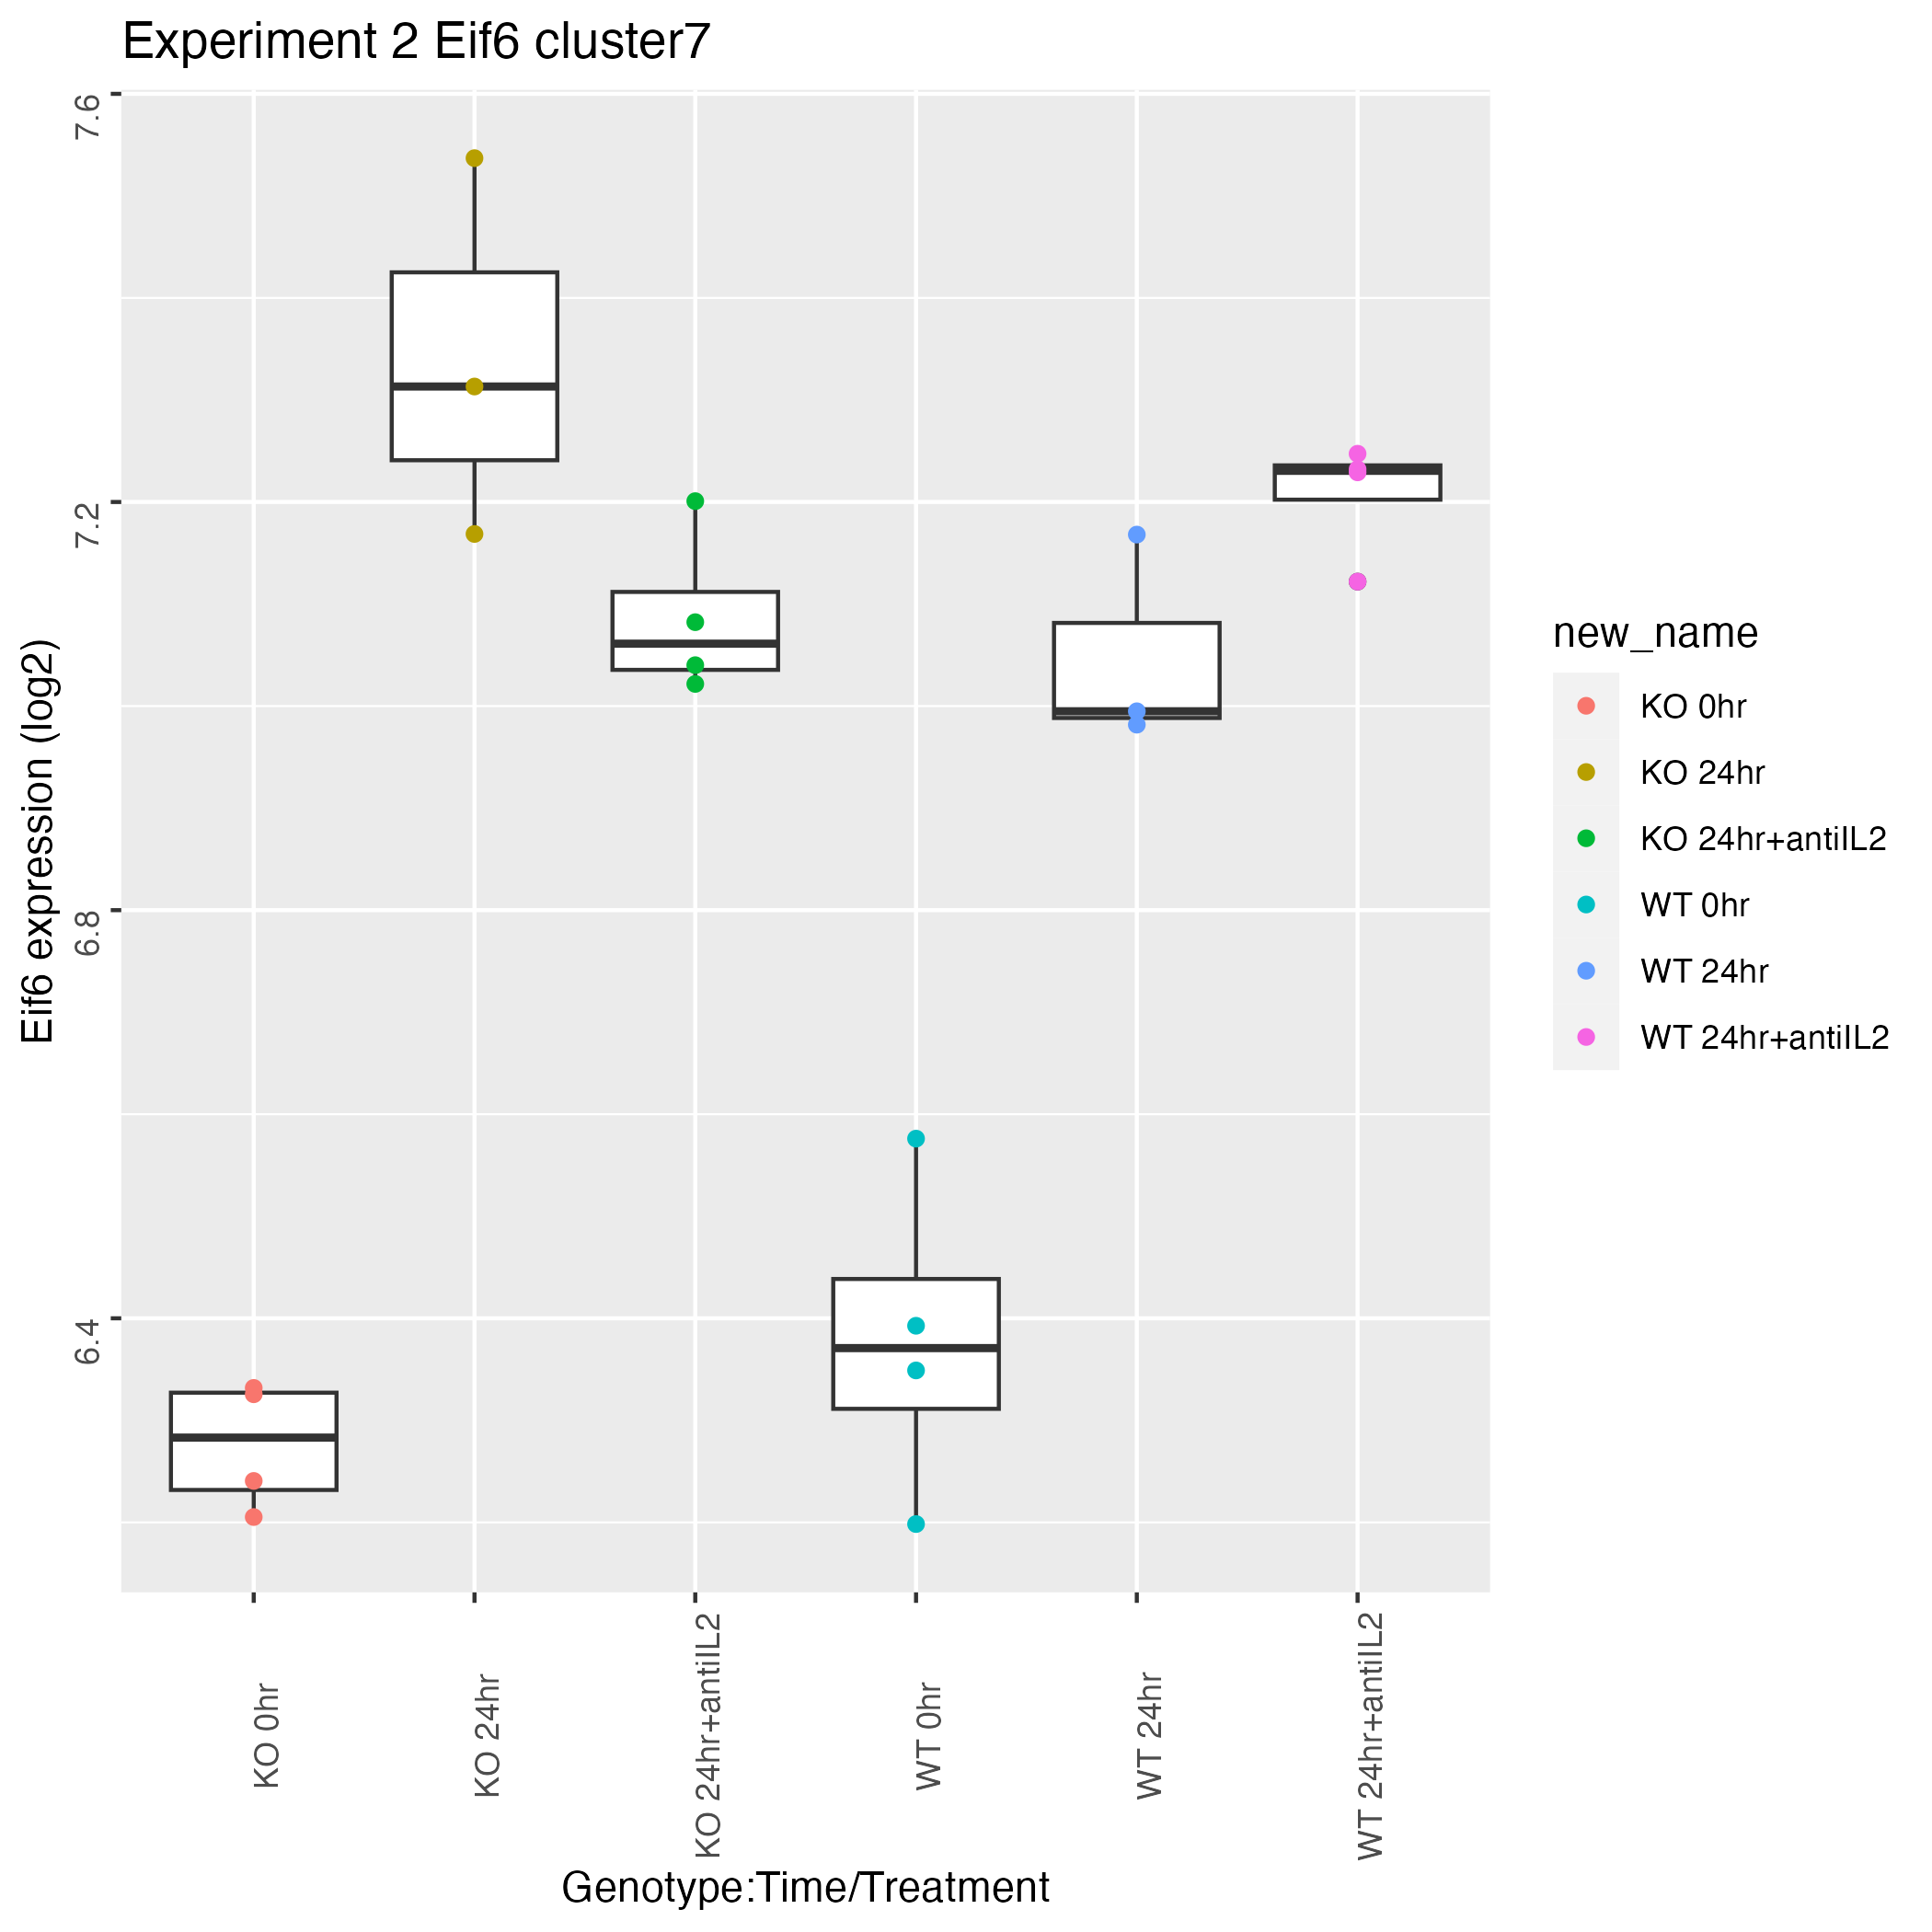 Experiment 2 Eif6 cluster7
Eif6 expression (log2)
7.6
7.2
6.8
6.4
KO 0hr
KO 24hr
KO 24hr+antiIL2
WT 0hr
WT 24hr
WT 24hr+antiIL2
Genotype:Time/Treatment
new_name
KO 0hr
KO 24hr
KO 24hr+antiIL2
WT 0hr
WT 24hr
WT 24hr+antiIL2